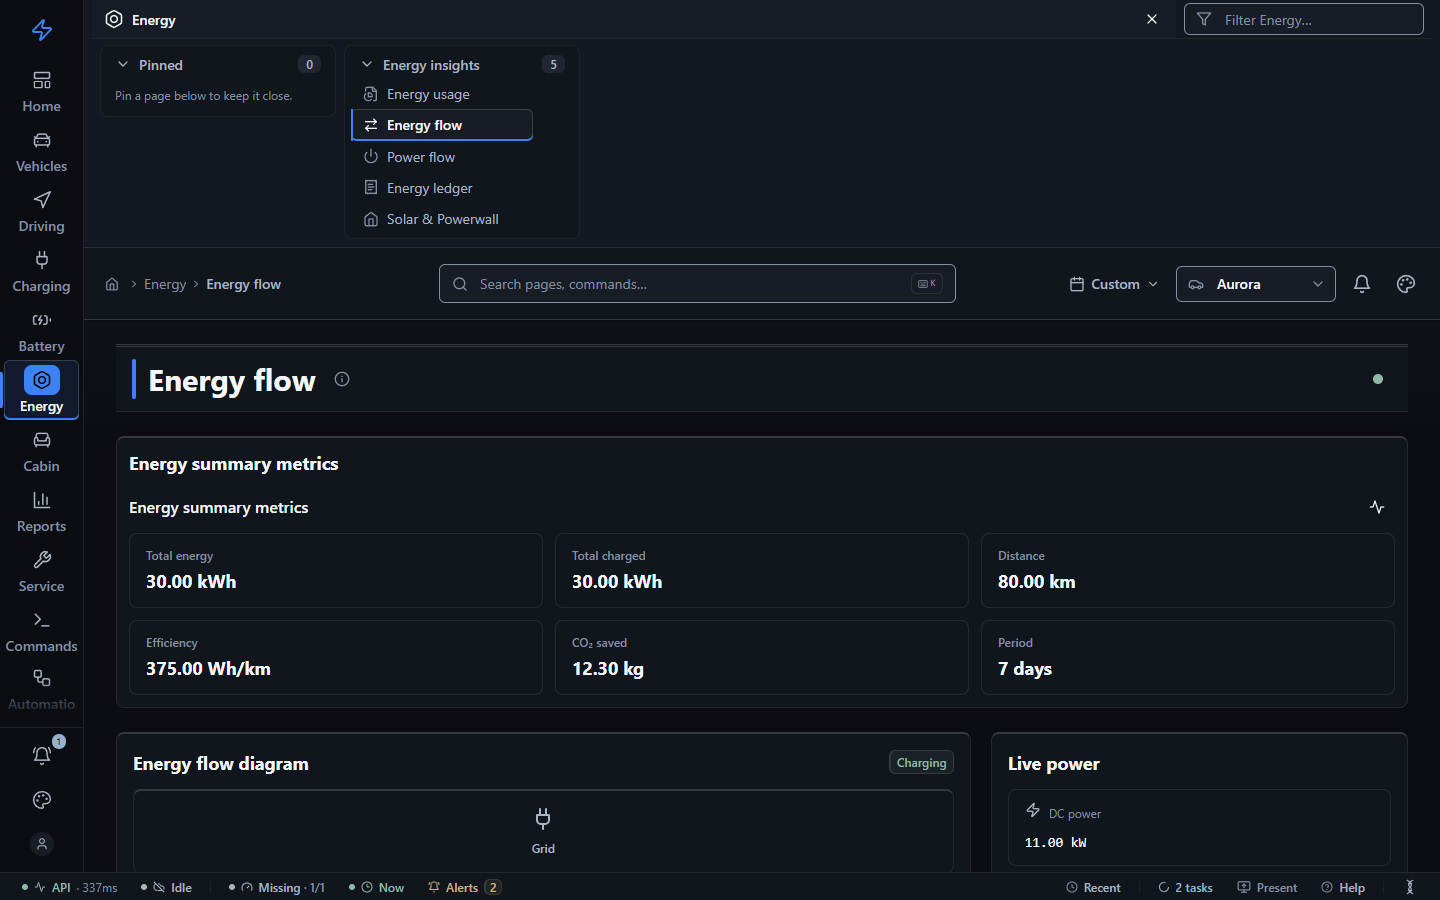 Energy
Filter Energy...
Home
Vehicles
Driving
Charging
Battery
Energy
Cabin
Reports
Service
Commands
Automatio
1
Pinned
0
Pin a page below to keep it close.
Energy insights
5
Energy usage
Energy flow
Power flow
Energy ledger
Solar & Powerwall
Energy
Energy flow
Search pages, commands...
K
Custom
Aurora
Energy flow
Energy summary metrics
Energy summary metrics
Total energy
30.00 kWh
Total charged
30.00 kWh
Distance
80.00 km
Efficiency
375.00 Wh/km
CO₂ saved
12.30 kg
Period
7 days
Energy flow diagram
Charging
Grid
Live power
DC power
11.00 kW
API · 337ms
Idle
Missing · 1/1
Now
Alerts 2
Recent
2 tasks
Present
Help